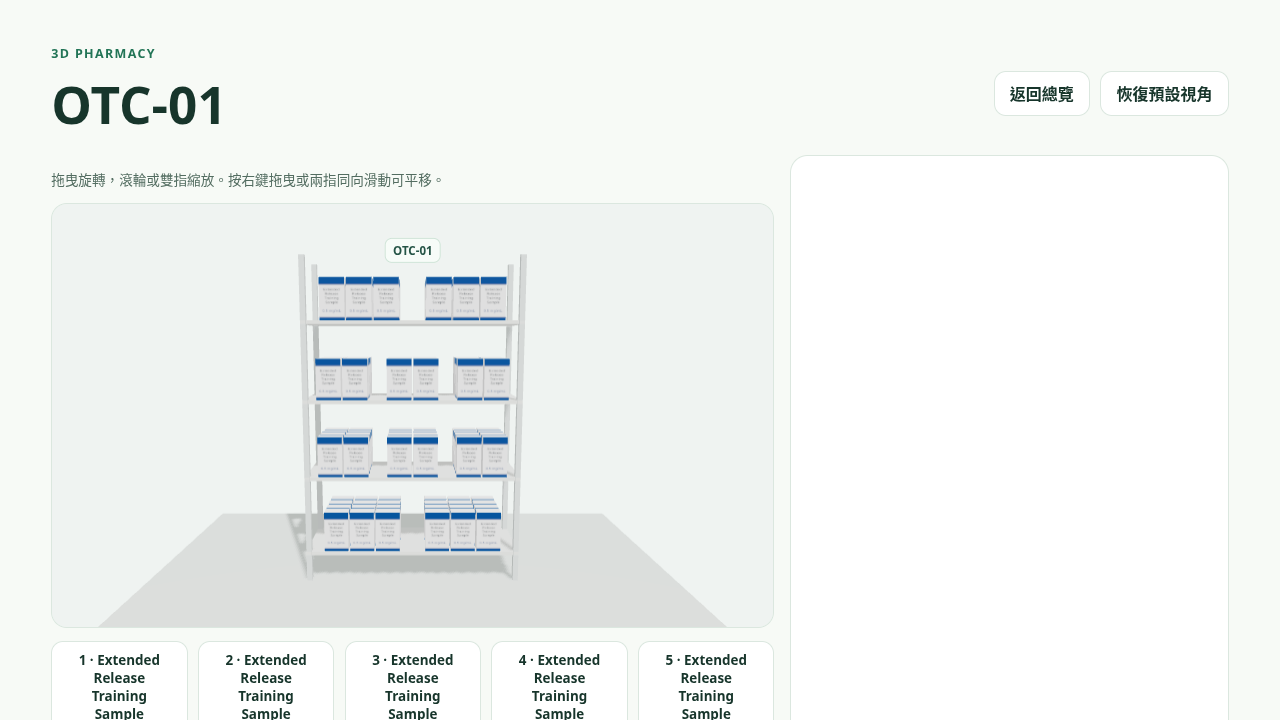 3D PHARMACY
OTC-01
返回總覽
恢復預設視角
拖曳旋轉，滾輪或雙指縮放。按右鍵拖曳或兩指同向滑動可平移。
OTC-01
1 · Extended
Release
Training
Sample
2 · Extended
Release
Training
Sample
3 · Extended
Release
Training
Sample
4 · Extended
Release
Training
Sample
5 · Extended
Release
Training
Sample